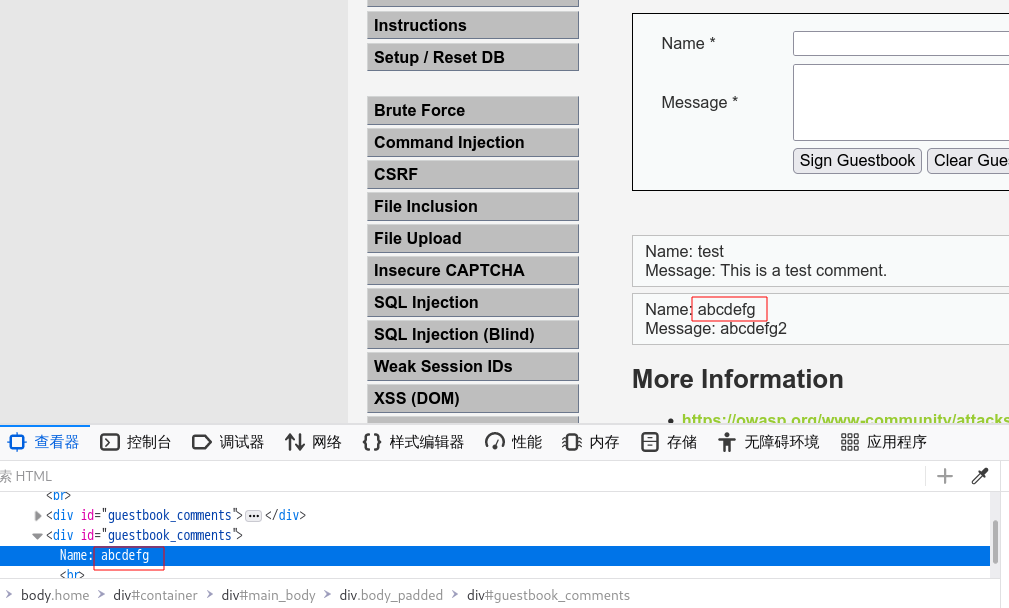 Instructions
Setup / Reset DB
Brute Force
Command Injection
CSRF
File Inclusion
File Upload
Insecure CAPTCHA
SQL Injection
SQL Injection (Blind)
Weak Session IDs
XSS (DOM)
Name *
Message *
Sign Guestbook Clear Gue
Name: test
Message: This is a test comment.
Name: abcdefg
Message: abcdefg2
More Information
https://owasp.org/www-community/attacks
查看器 控制台 调试器 网络 样式编辑器 性能 内存 存储 无障碍环境 应用程序
索 HTML
<br>
<div id="guestbook_comments">···</div>
<div id="guestbook_comments">
Name: abcdefg
<br>
body.home > div#container > div#main_body > div.body_padded > div#guestbook_comments